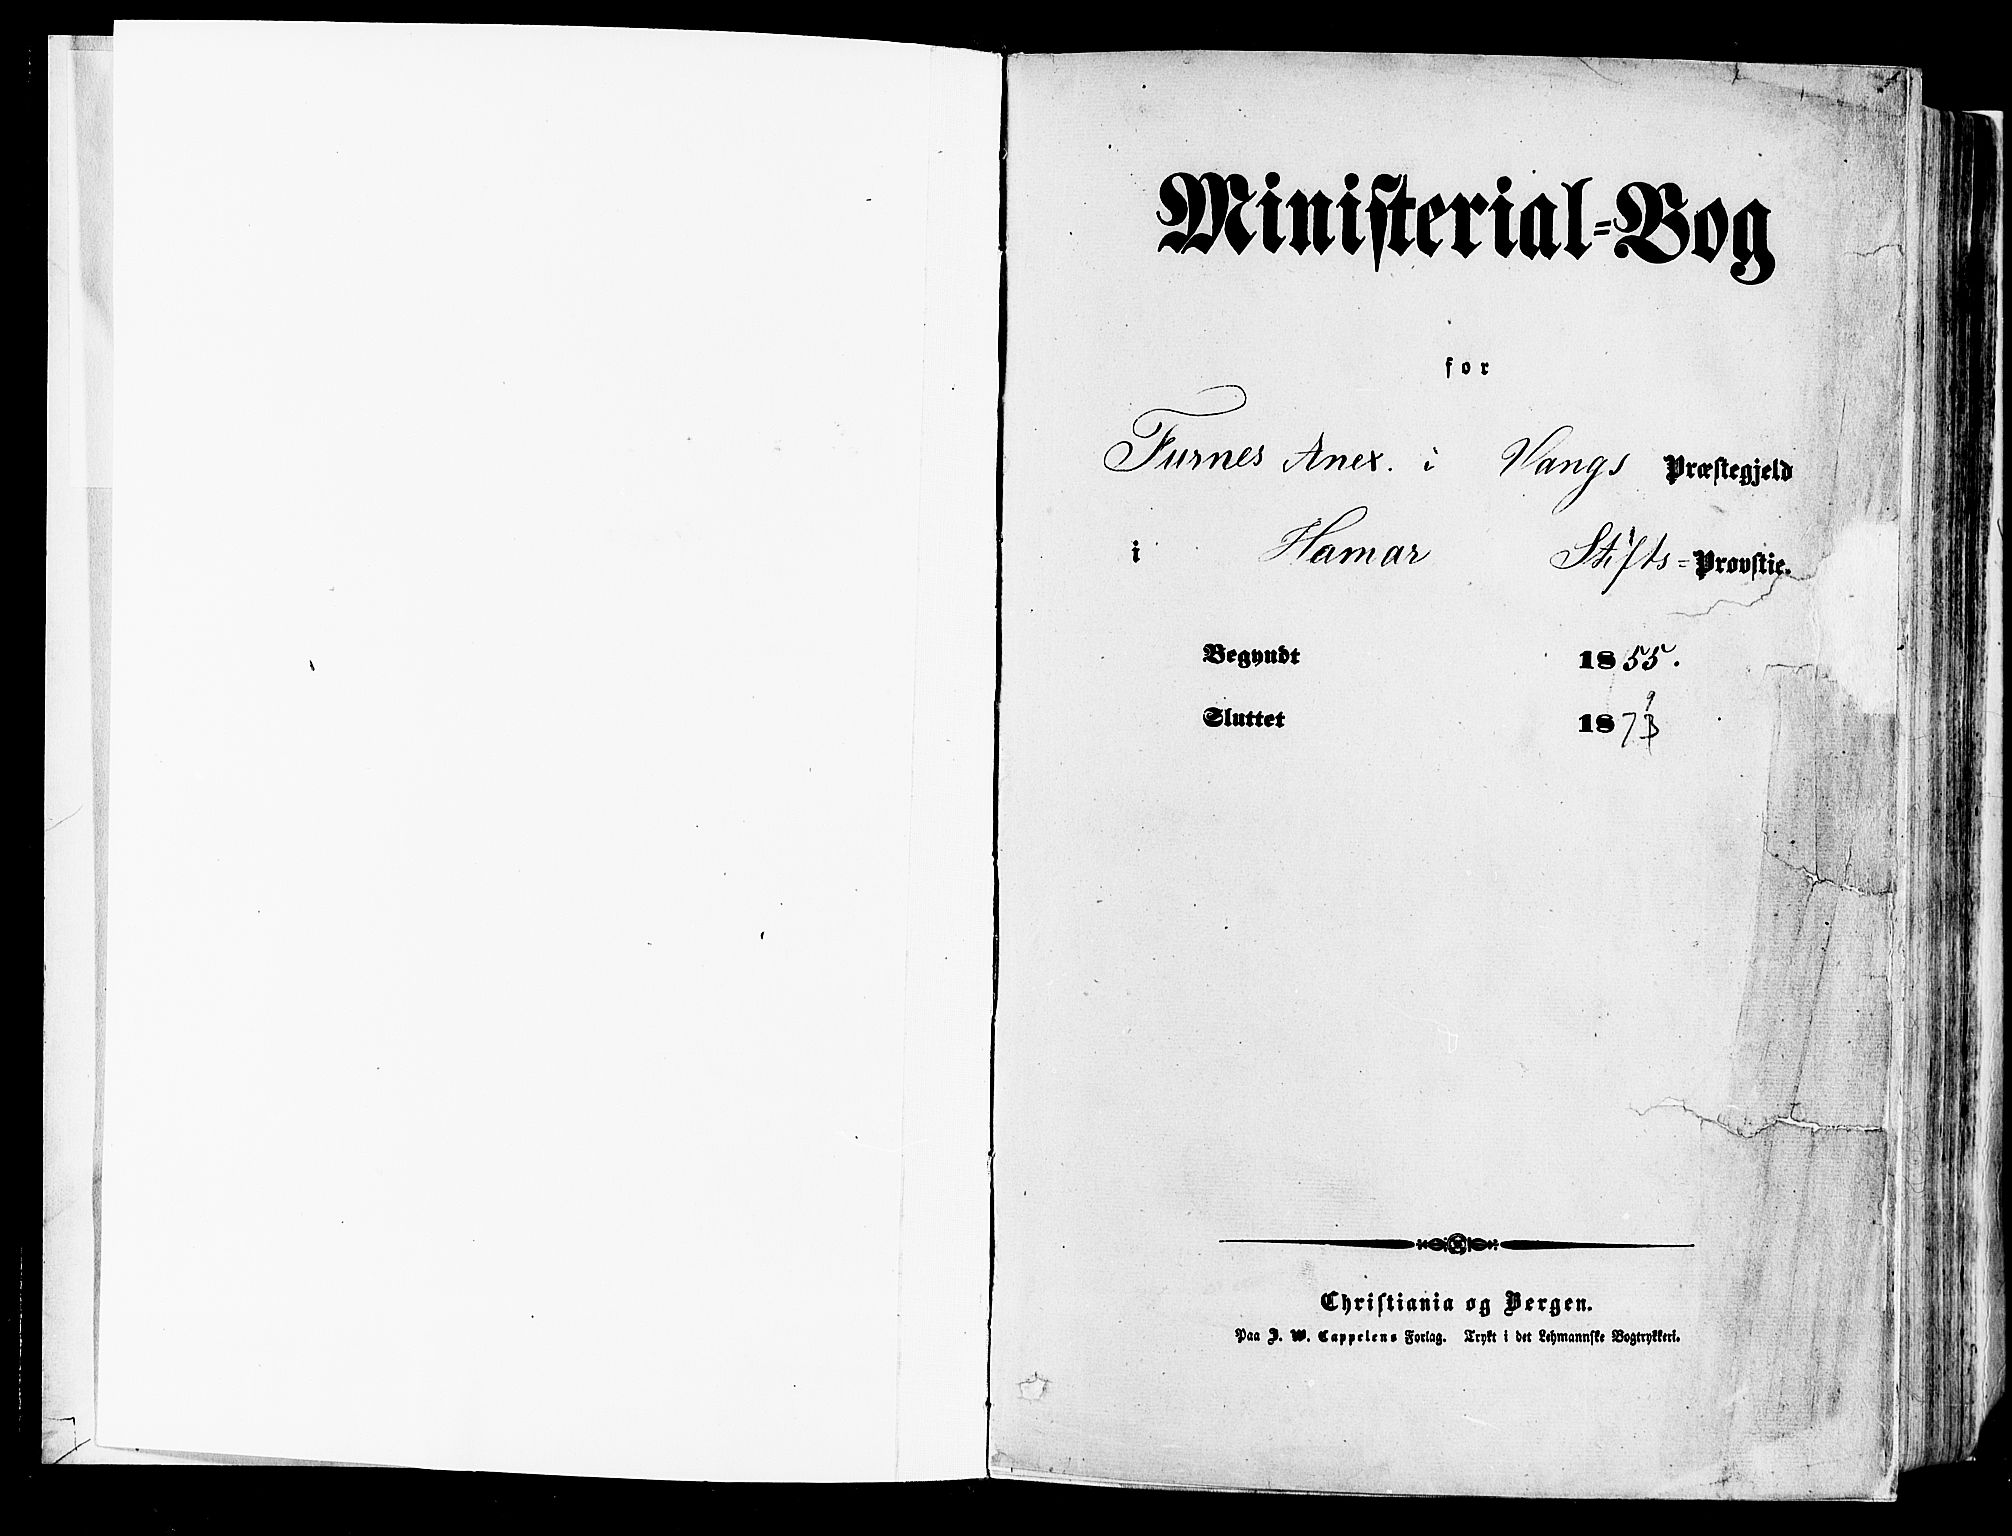 Ministerial-Bog
for
Furnes Anex. i Vangs Præstegjeld
i Hamar Stifts-Provstie.
Begyndt 1855.
Sluttet 1879
Christiania og Bergen.
Paa J. W. Cappelens Forlag. Trykt i det Lehmannske Bogtrykkeri.